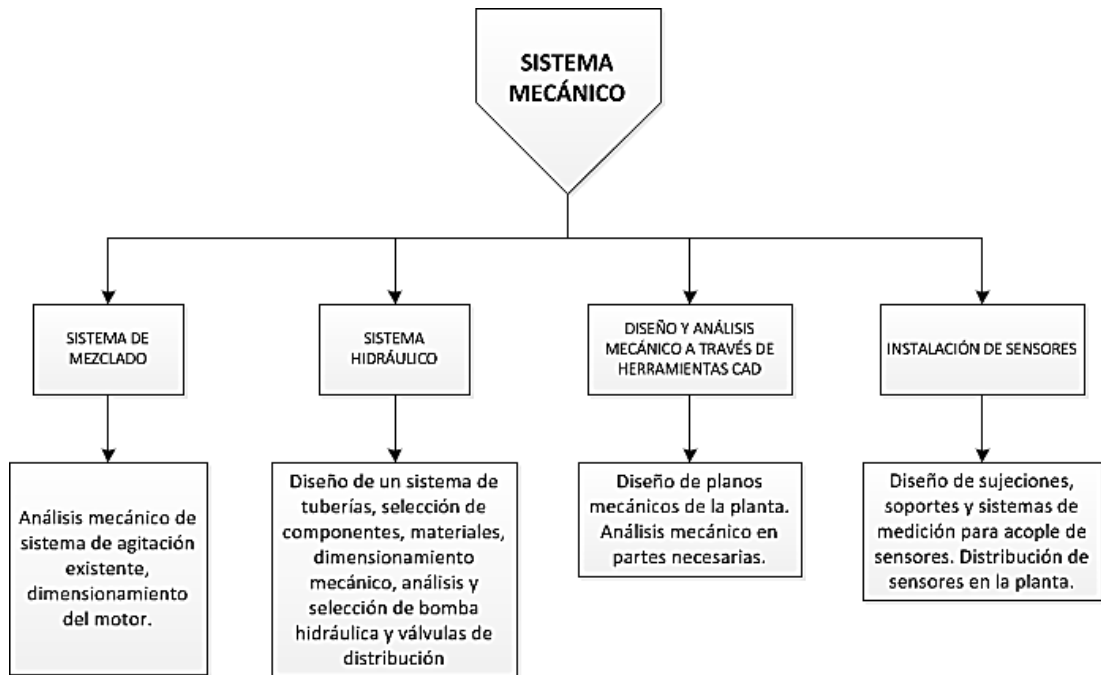 SISTEMA
MECÁNICO
SISTEMA DE
MEZCLADO
SISTEMA
HIDRÁULICO
DISEÑO Y ANÁLISIS
MECÁNICO A TRAVÉS DE
HERRAMIENTAS CAD
INSTALACIÓN DE SENSORES
Análisis mecánico de
sistema de agitación
existente,
dimensionamiento
del motor.
Diseño de un sistema de
tuberías, selección de
componentes, materiales,
dimensionamiento
mecánico, análisis y
selección de bomba
hidráulica y válvulas de
distribución
Diseño de planos
mecánicos de la planta.
Análisis mecánico en
partes necesarias.
Diseño de sujeciones,
soportes y sistemas de
medición para acople de
sensores. Distribución de
sensores en la planta.